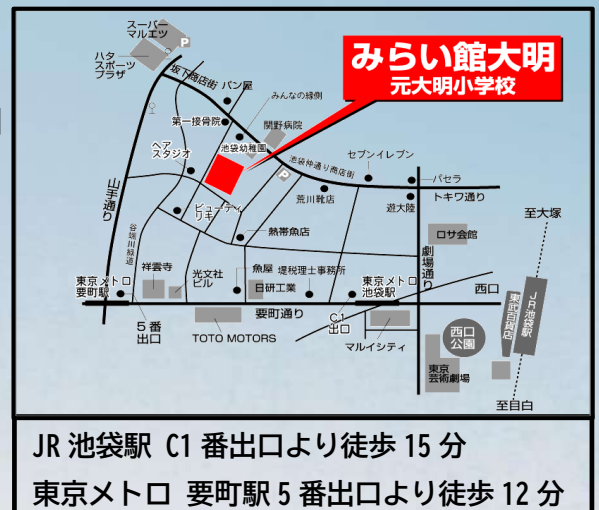 スーパー
マルエツ
P
ハタ
スポーツ
プラザ
みらい館大明
元大明小学校
坂下商店街
パン屋
みんなの縁側
第一接骨院
関野病院
池袋幼稚園
ヘア
スタジオ
池袋仲通り商店街
セブンイレブン
P
パセラ
トキワ通り
山手通り
荒川靴店
遊大陸
ビューティ
リキ
至大塚
谷端川緑道
熱帯魚店
劇場通り
ロサ会館
祥雲寺
光文社
ビル
魚屋
堤税理士事務所
東京メトロ
要町駅
日研工業
東京メトロ
池袋駅
西口
JR池袋駅
東武百貨店
5番
出口
要町通り
C1
出口
TOTO MOTORS
マルイシティ
西口
公園
東京
芸術劇場
至目白
JR 池袋駅 C1 番出口より徒歩 15 分
東京メトロ 要町駅 5 番出口より徒歩 12 分